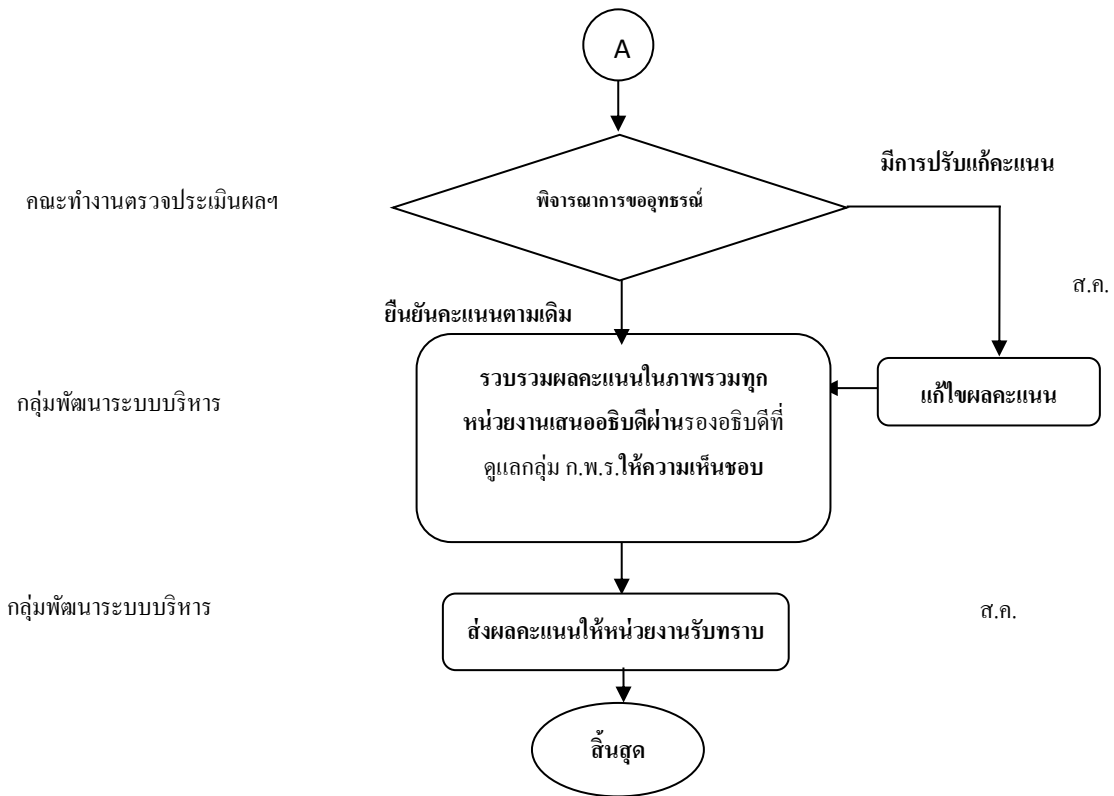 A
มีการปรับแก้คะแนน
คณะทำงานตรวจประเมินผลฯ
พิจารณาการขออุทธรณ์
ส.ค.
ยืนยันคะแนนตามเดิม
กลุ่มพัฒนาระบบบริหาร
รวบรวมผลคะแนนในภาพรวมทุก
หน่วยงานเสนออธิบดีผ่านรองอธิบดีที่
ดูแลกลุ่ม ก.พ.ร.ให้ความเห็นชอบ
แก้ไขผลคะแนน
กลุ่มพัฒนาระบบบริหาร
ส่งผลคะแนนให้หน่วยงานรับทราบ
ส.ค.
สิ้นสุด